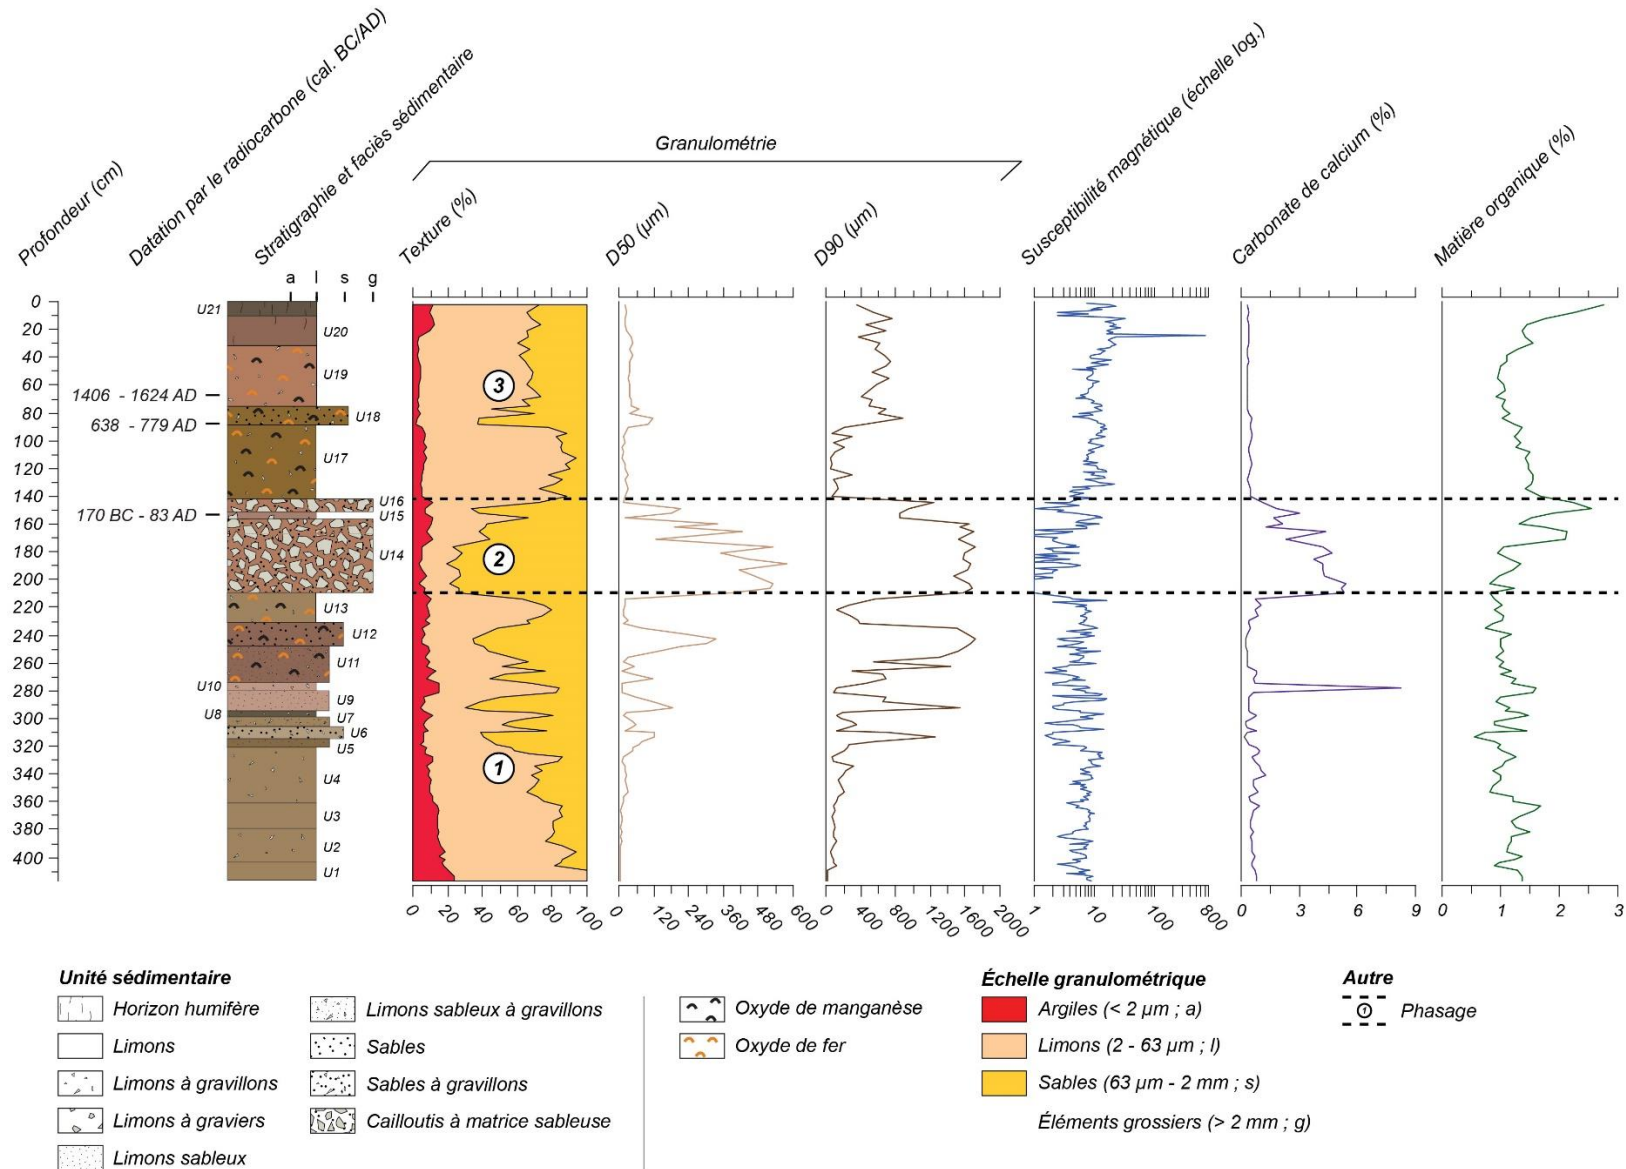 Profondeur (cm)
Datation par le radiocarbone (cal. BC/AD)
Stratigraphie et faciès sédimentaire
Granulométrie
Texture (%)
D50 (µm)
D90 (µm)
Susceptibilité magnétique (échelle log.)
Carbonate de calcium (%)
Matière organique (%)
a l s g
0
20
40
60
80
100
120
140
160
180
200
220
240
260
280
300
320
340
360
380
400
1406 - 1624 AD
638 - 779 AD
170 BC - 83 AD
U21
U20
U19
U18
U17
U16
U15
U14
U13
U12
U11
U10
U9
U8
U7
U6
U5
U4
U3
U2
U1
3
2
1
0 20 40 60 80 100
0 120 240 360 480 600
0 400 800 1200 1600 2000
1 10 100 800
0 3 6 9
0 1 2 3
Unité sédimentaire
Horizon humifère
Limons
Limons à gravillons
Limons à graviers
Limons sableux
Limons sableux à gravillons
Sables
Sables à gravillons
Cailloutis à matrice sableuse
Oxyde de manganèse
Oxyde de fer
Échelle granulométrique
Argiles (< 2 µm ; a)
Limons (2 - 63 µm ; l)
Sables (63 µm - 2 mm ; s)
Éléments grossiers (> 2 mm ; g)
Autre
1 Phasage